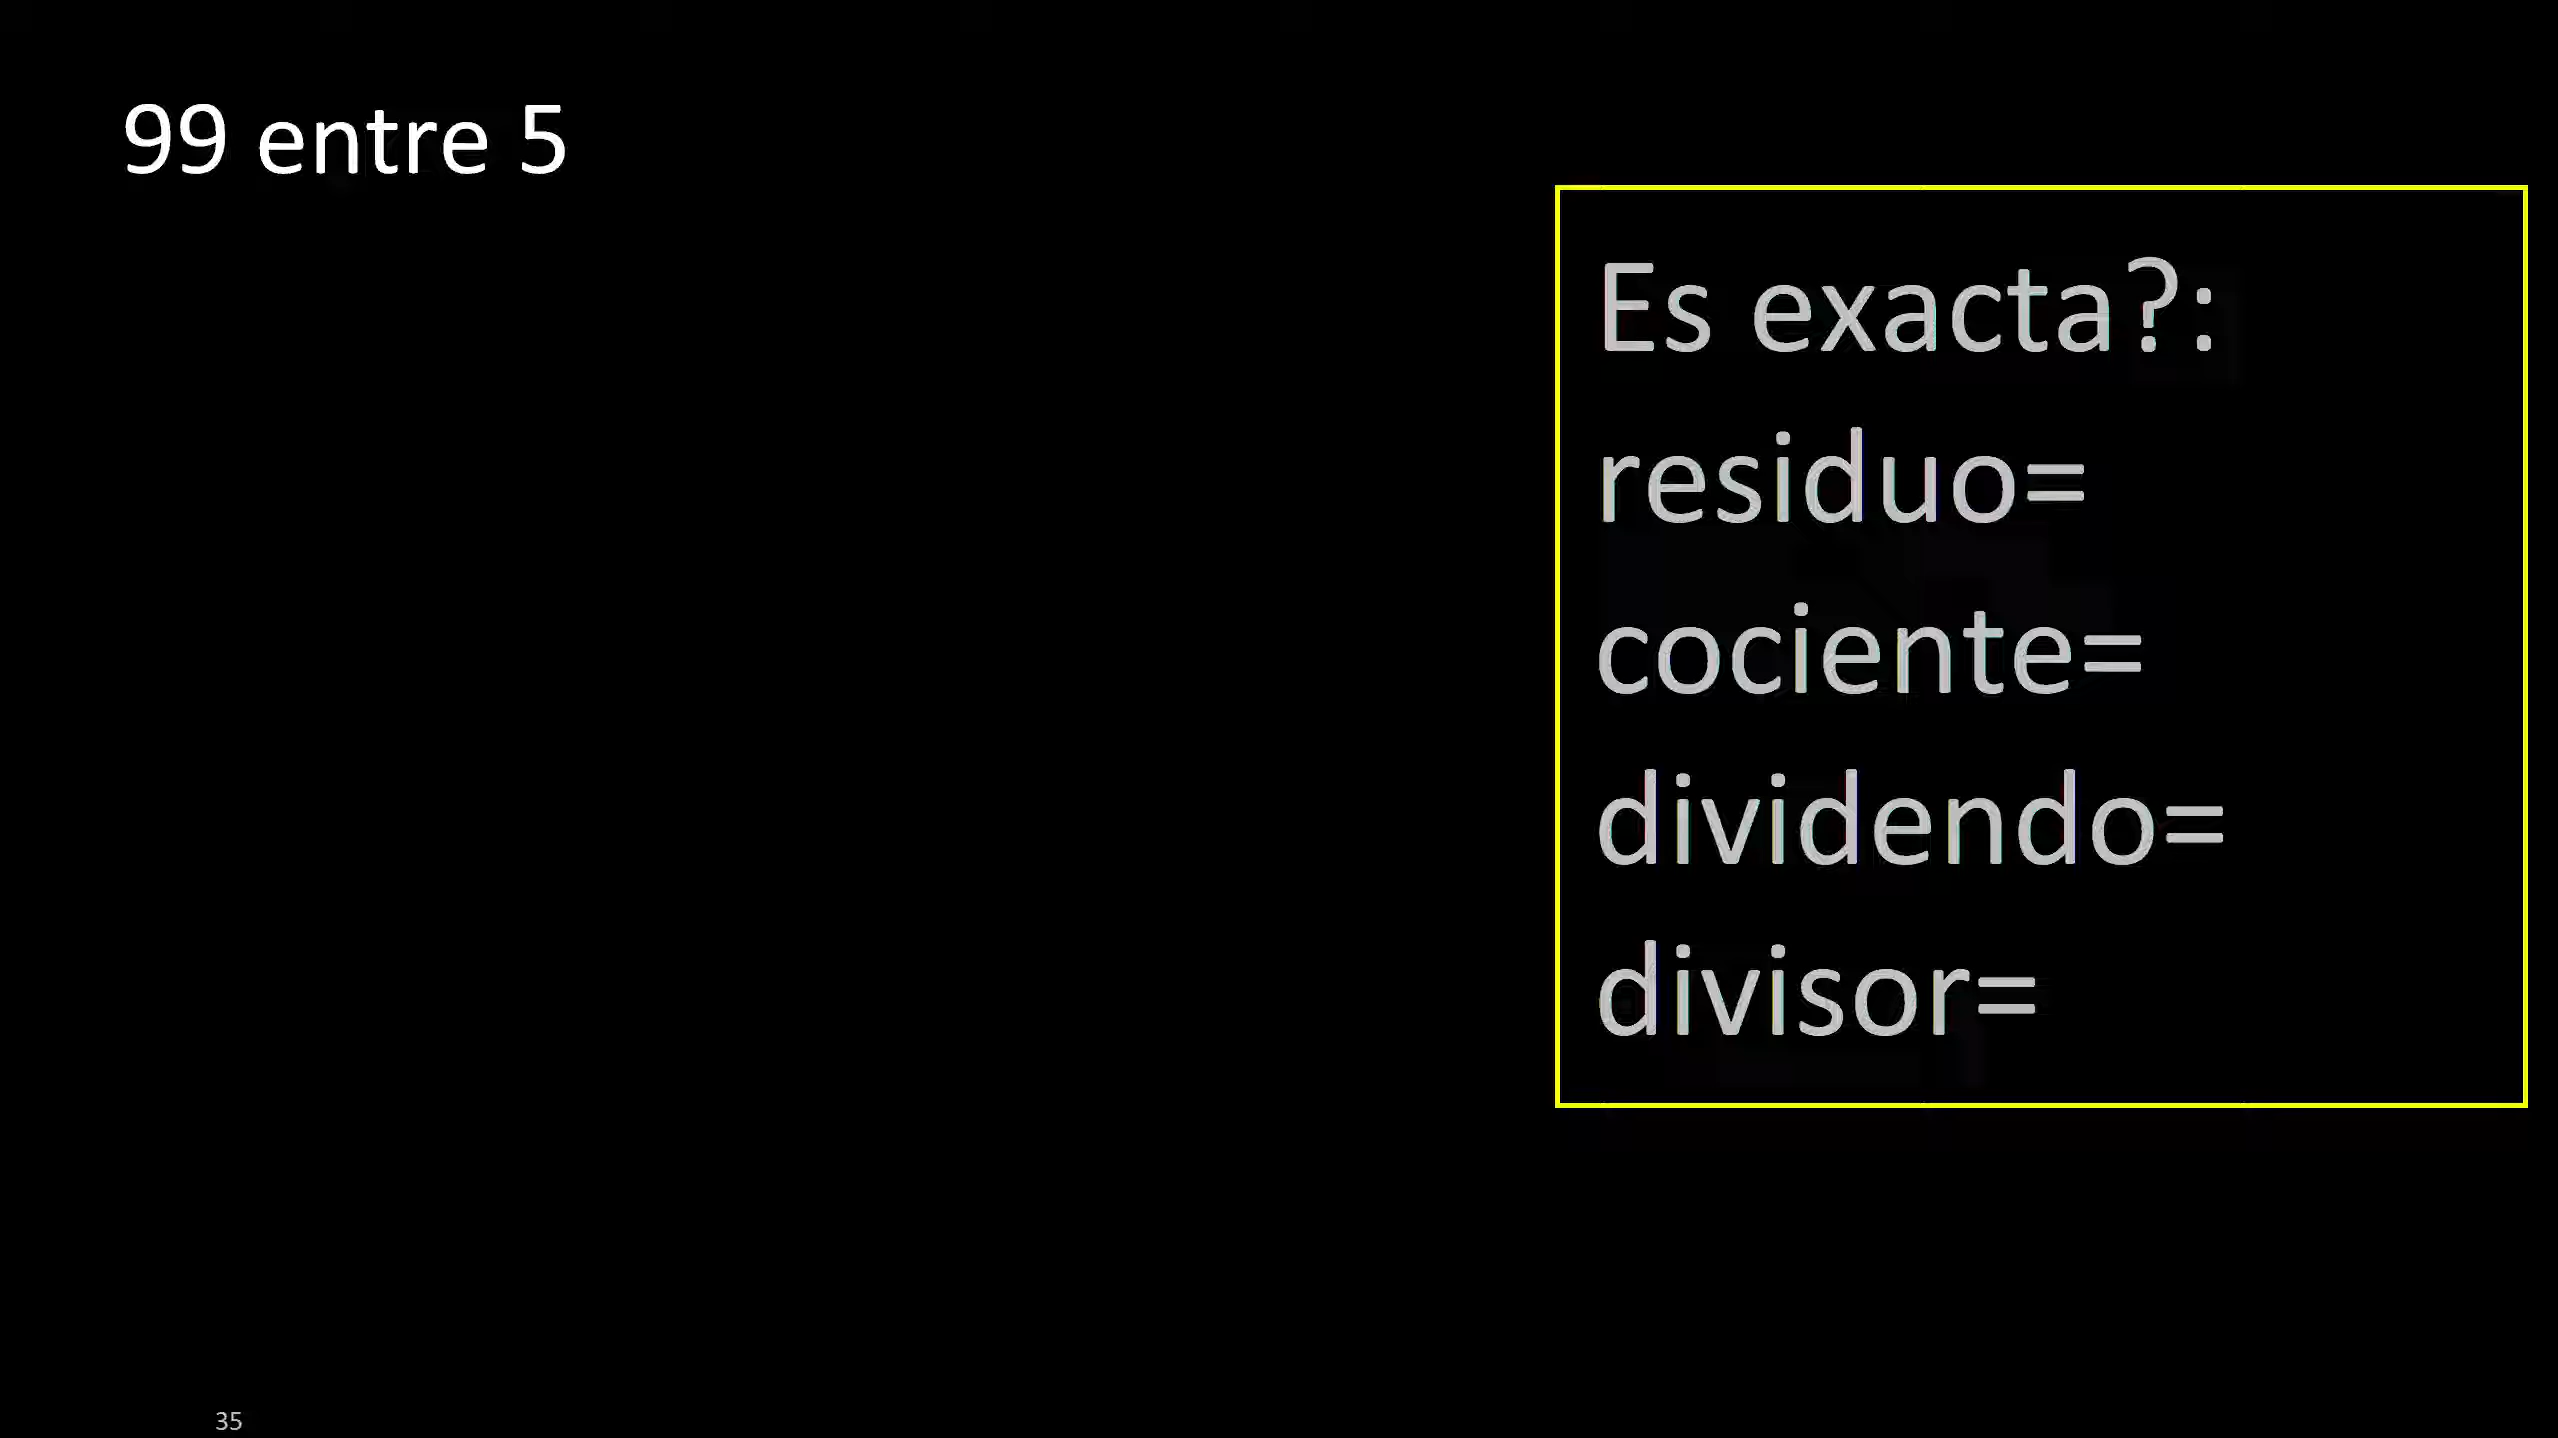 99 entre 5
Es exacta?:
residuo=
cociente=
dividendo=
divisor=
35